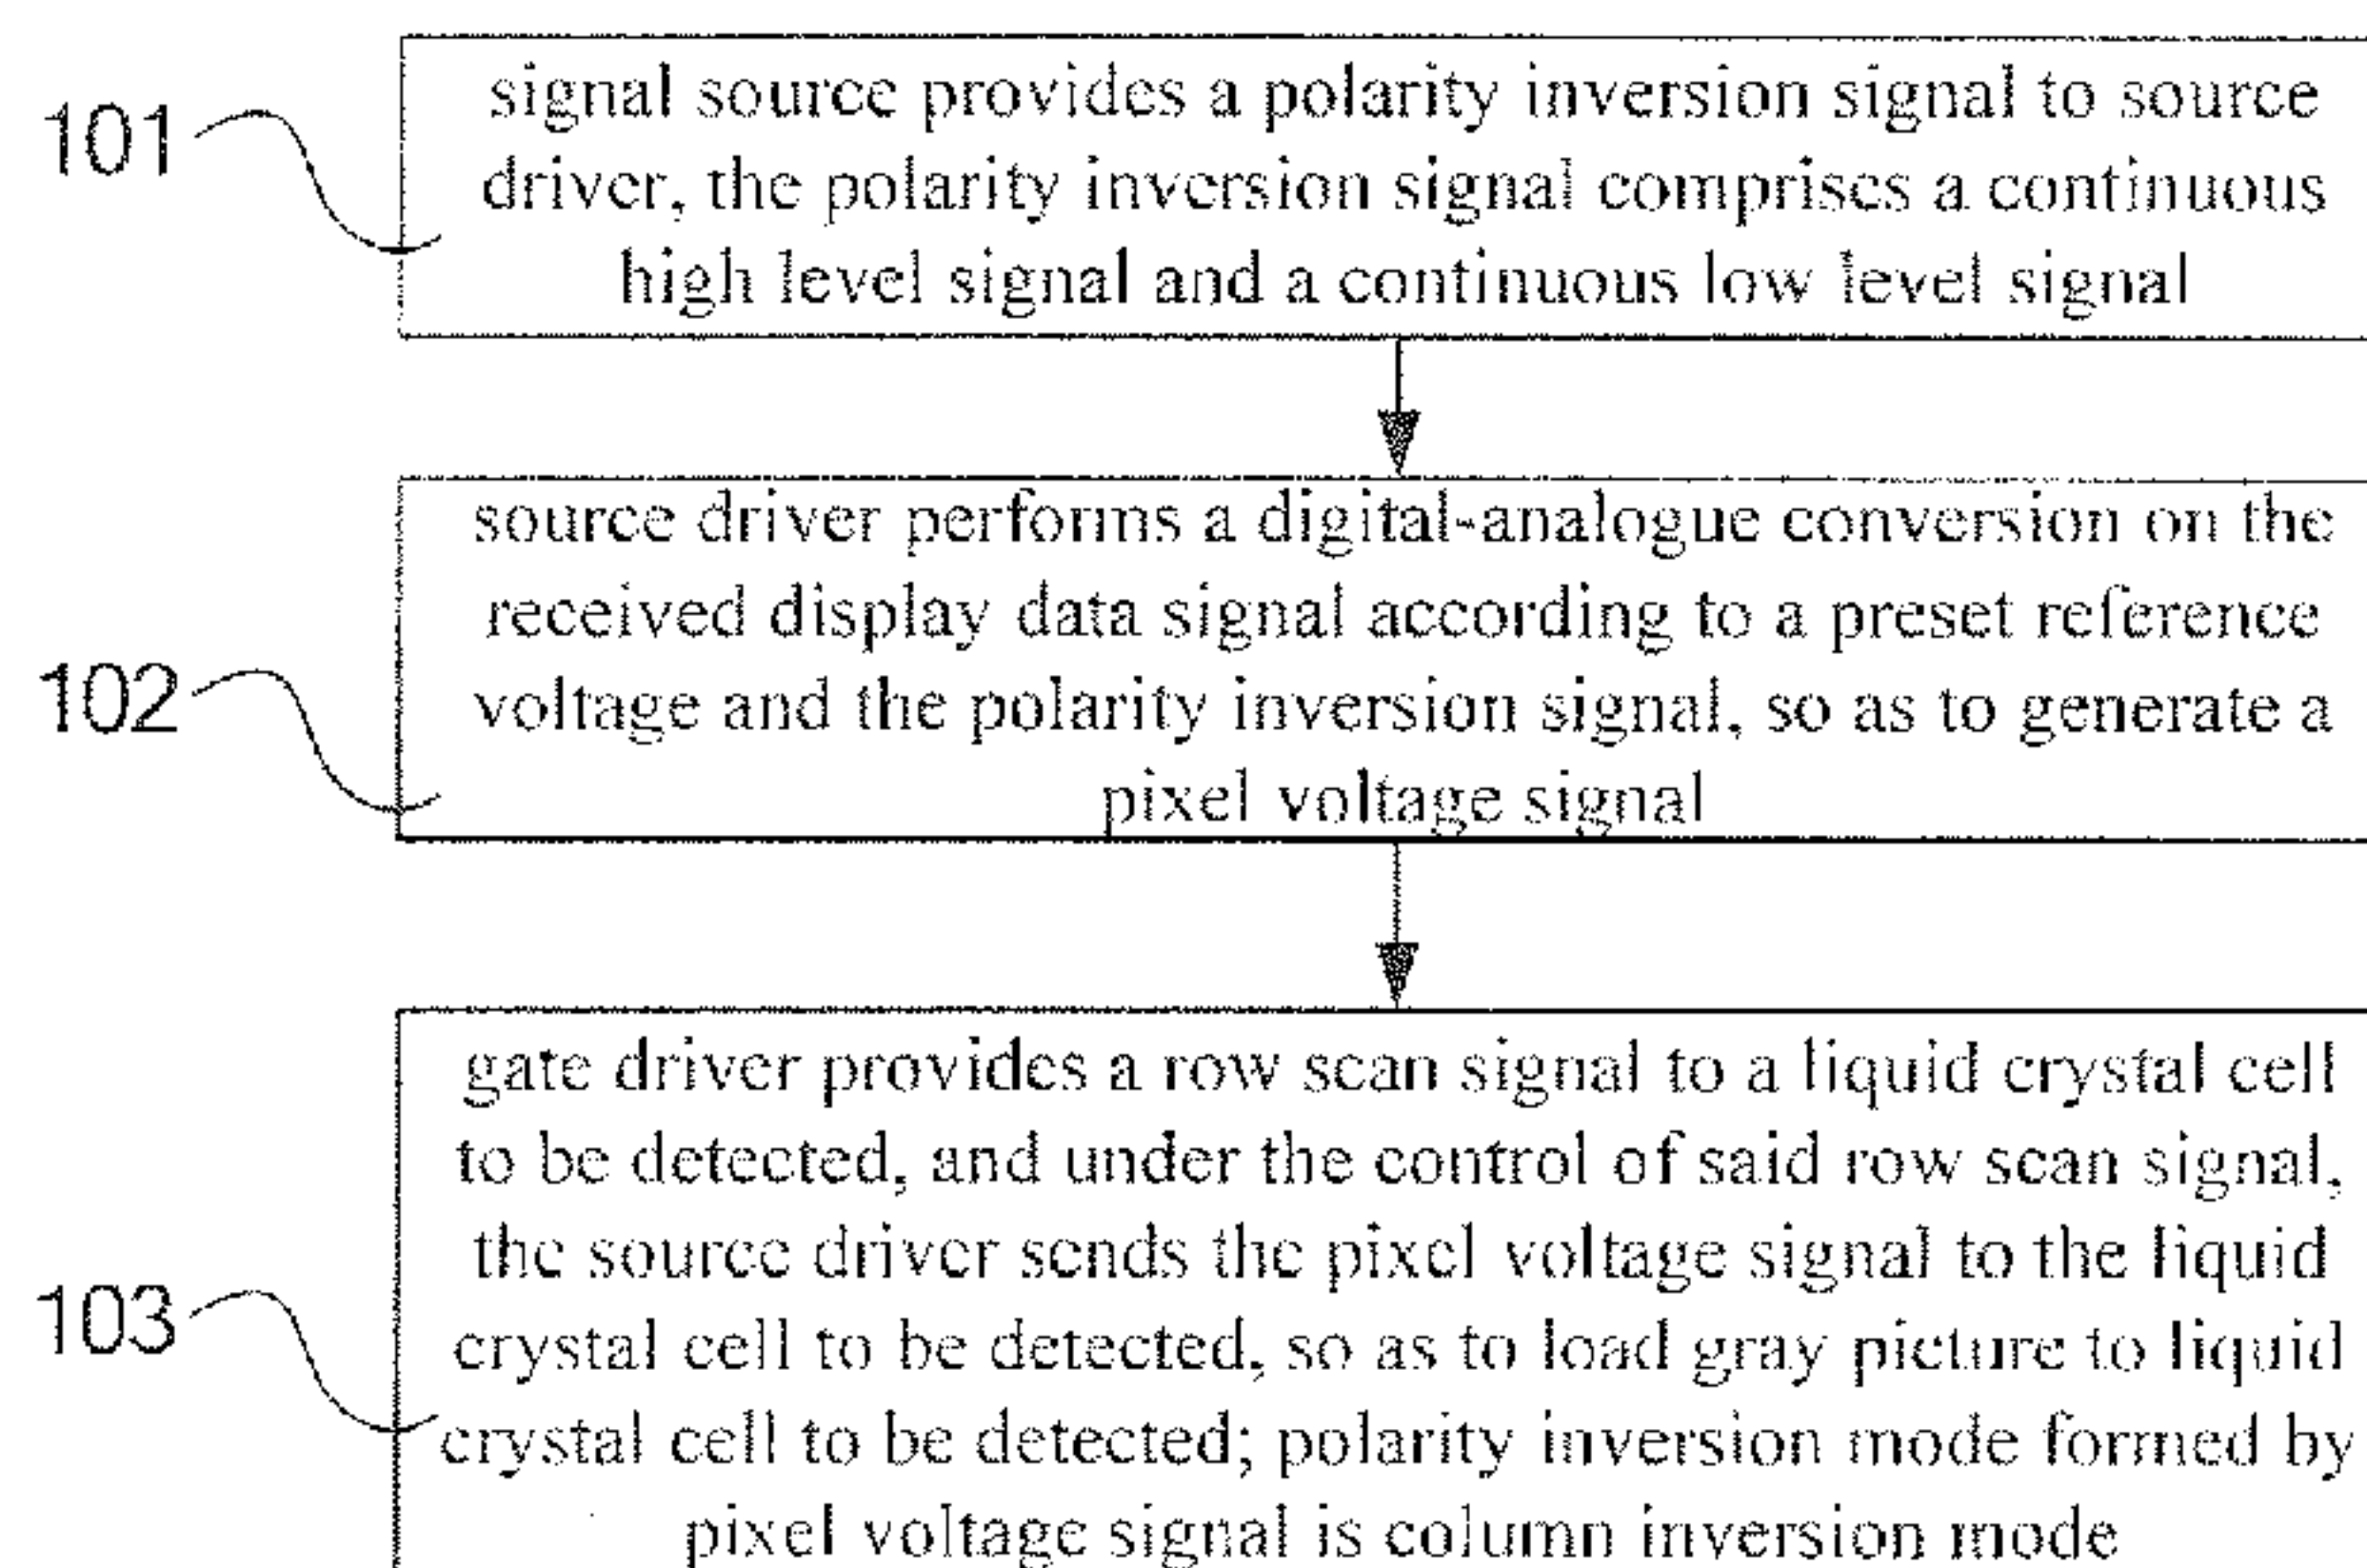 101
signal source provides a polarity inversion signal to source
driver, the polarity inversion signal comprises a continuous
high level signal and a continuous low level signal
102
source driver performs a digital-analogue conversion on the
received display data signal according to a preset reference
voltage and the polarity inversion signal, so as to generate a
pixel voltage signal
103
gate driver provides a row scan signal to a liquid crystal cell
to be detected, and under the control of said row scan signal,
the source driver sends the pixel voltage signal to the liquid
crystal cell to be detected, so as to load gray picture to liquid
crystal cell to be detected; polarity inversion mode formed by
pixel voltage signal is column inversion mode